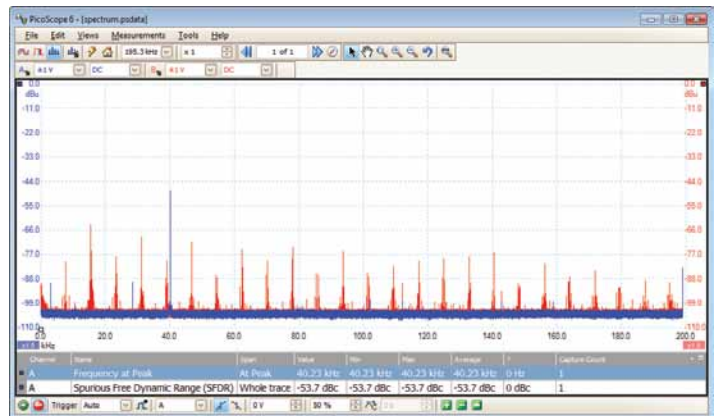 PicoScope 6 - [spectrum.psdata]
File Edit Views Measurements Tools Help
195.3 kHz x 1 1 of 1
A ±1 V DC B ±1 V DC
0.0 0.0
dBu dBu
-11.0 -11.0
-22.0 -22.0
-33.0 -33.0
-44.0 -44.0
-55.0 -55.0
-66.0 -66.0
-77.0 -77.0
-88.0 -88.0
-99.0 -99.0
-110.0 -110.0
0.0 20.0 40.0 60.0 80.0 100.0 120.0 140.0 160.0 180.0 200.0
x1.0 kHz x1.0
Channel Name Span Value Min Max Average σ Capture Count
A Frequency at Peak At Peak 40.23 kHz 40.23 kHz 40.23 kHz 40.23 kHz 0 Hz 1
A Spurious Free Dynamic Range (SFDR) Whole trace -53.7 dBc -53.7 dBc -53.7 dBc -53.7 dBc 0 dBc 1
Trigger Auto A 0 V 50 %